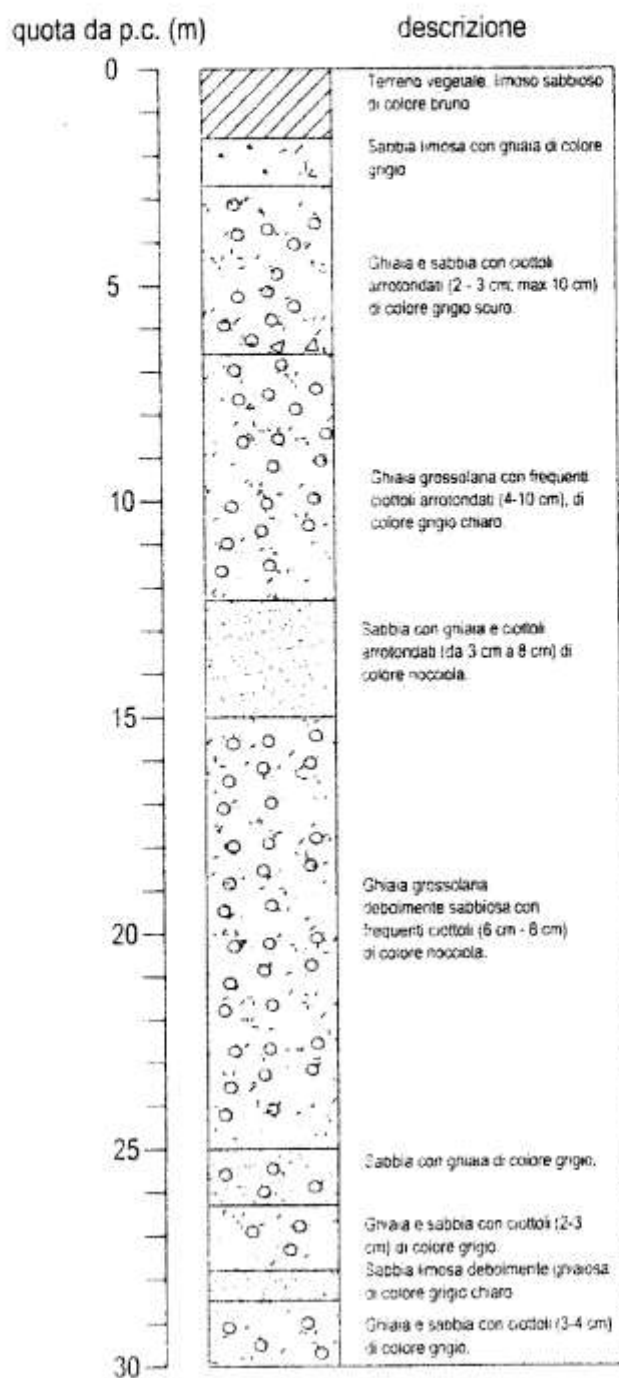 quota da p.c. (m)
descrizione
0
Terreno vegetale, limoso sabbioso
di colore bruno
Sabbia limosa con ghiaia di colore
grigio
5
Ghiaia e sabbia con ciottoli
arrotondati (2 - 3 cm; max 10 cm)
di colore grigio scuro.
10
Ghiaia grossolana con frequenti
ciottoli arrotondati (4-10 cm), di
colore grigio chiaro
Sabbia con ghiaia e ciottoli
arrotondati (da 3 cm a 8 cm) di
colore nocciola.
15
Ghiaia grossolana
debolmente sabbiosa con
frequenti ciottoli (6 cm - 8 cm)
di colore nocciola.
20
25
Sabbia con ghiaia di colore grigio.
Ghiaia e sabbia con ciottoli (2-3
cm) di colore grigio.
Sabbia limosa debolmente ghiaiosa
di colore grigio chiaro
Ghiaia e sabbia con ciottoli (3-4 cm)
di colore grigio.
30